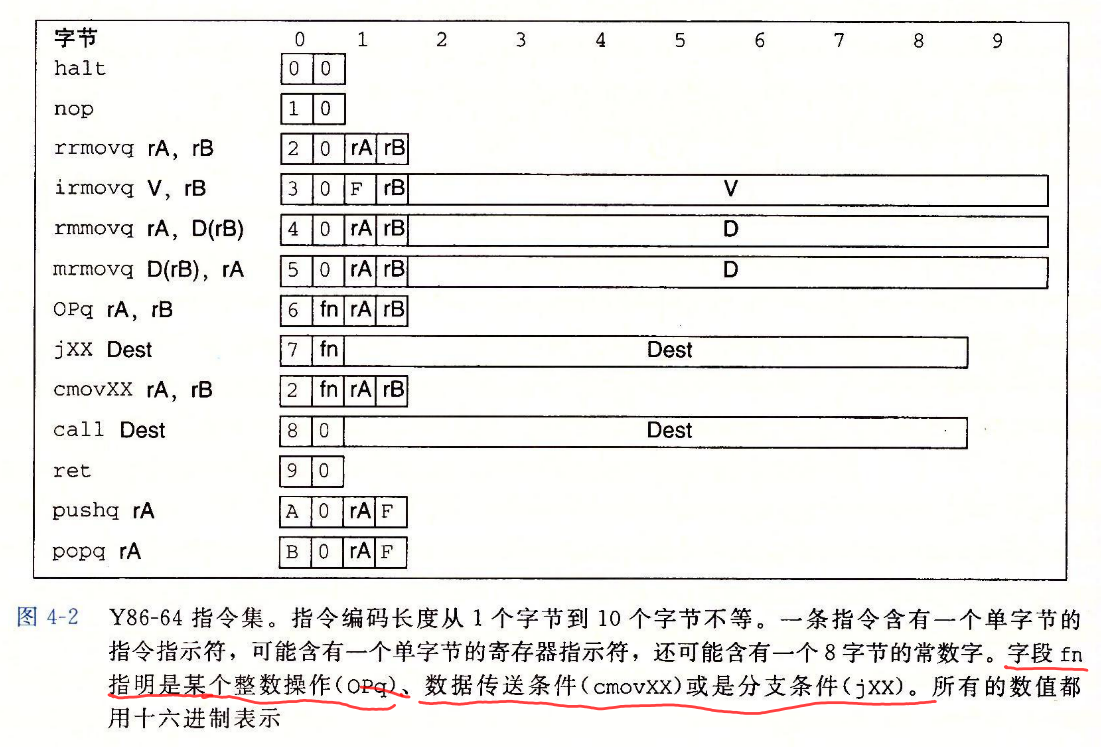 字节 0 1 2 3 4 5 6 7 8 9
halt 0 0
nop 1 0
rrmovq rA, rB 2 0 rA rB
irmovq V, rB 3 0 F rB V
rmmovq rA, D(rB) 4 0 rA rB D
mrmovq D(rB), rA 5 0 rA rB D
OPq rA, rB 6 fn rA rB
jXX Dest 7 fn Dest
cmovXX rA, rB 2 fn rA rB
call Dest 8 0 Dest
ret 9 0
pushq rA A 0 rA F
popq rA B 0 rA F
图 4-2 Y86-64 指令集。指令编码长度从 1 个字节到 10 个字节不等。一条指令含有一个单字节的
指令指示符，可能含有一个单字节的寄存器指示符，还可能含有一个 8 字节的常数字。字段 fn
指明是某个整数操作(OPq)、数据传送条件(cmovXX)或是分支条件(jXX)。所有的数值都
用十六进制表示